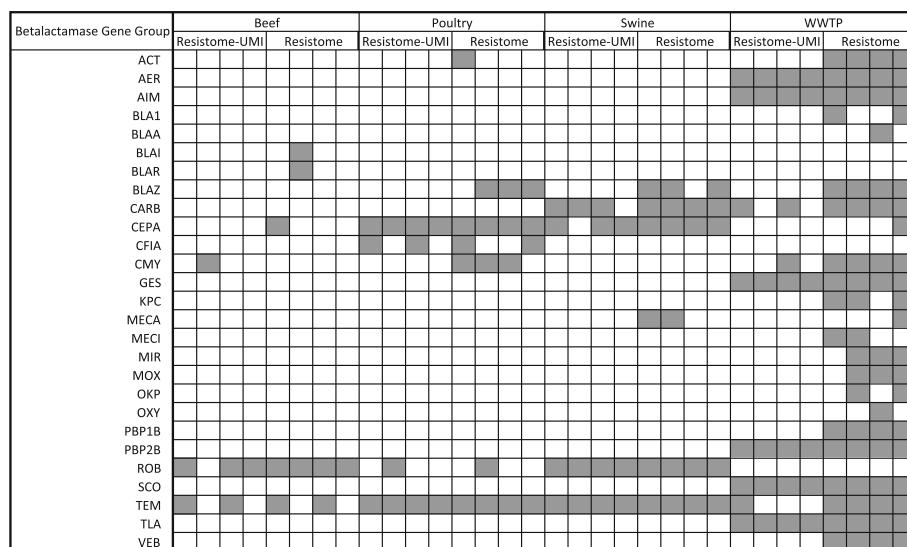 Betalactamase Gene Group Beef Poultry Swine WWTP
Resistome-UMI Resistome Resistome-UMI Resistome Resistome-UMI Resistome Resistome-UMI Resistome
ACT
AER
AIM
BLA1
BLAA
BLAI
BLAR
BLAZ
CARB
CEPA
CFIA
CMY
GES
KPC
MECA
MECI
MIR
MOX
OKP
OXY
PBP1B
PBP2B
ROB
SCO
TEM
TLA
VEB